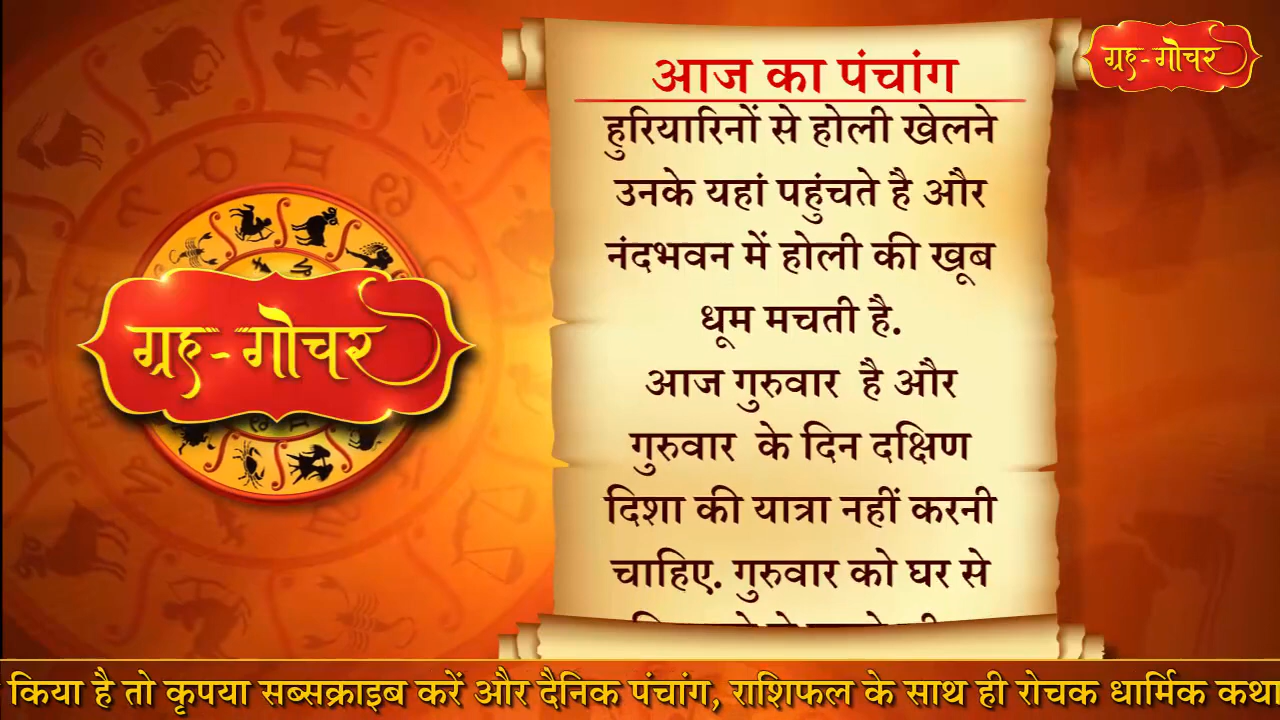 ग्रह-गोचर
आज का पंचांग
हुरियारिनों से होली खेलने
उनके यहां पहुंचते है और
नंदभवन में होली की खूब
धूम मचती है.
आज गुरुवार है और
गुरुवार के दिन दक्षिण
दिशा की यात्रा नहीं करनी
चाहिए. गुरुवार को घर से
ग्रह-गोचर
किया है तो कृपया सब्सक्राइब करें और दैनिक पंचांग, राशिफल के साथ ही रोचक धार्मिक कथा